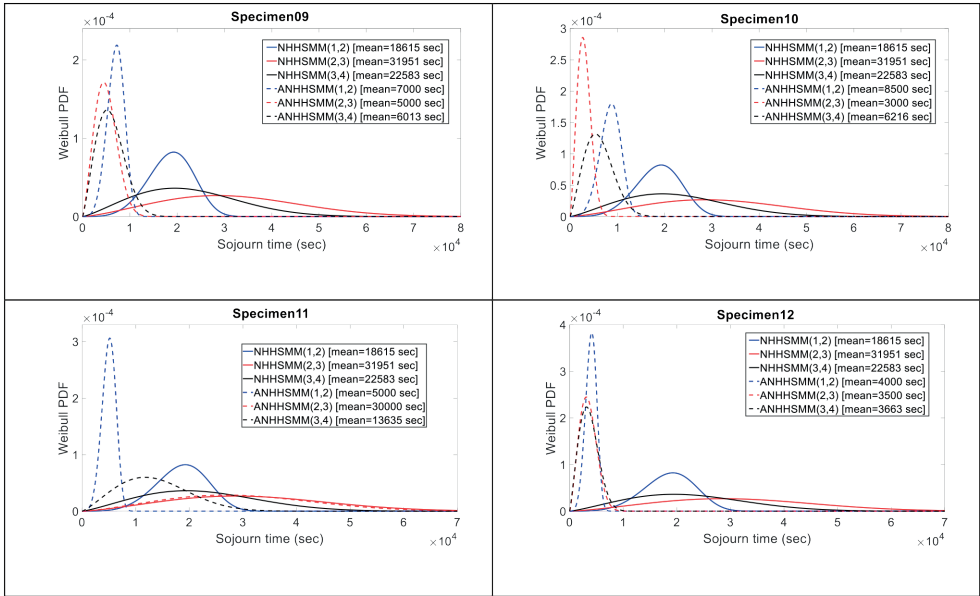 Specimen09
×10^-4
NHHSMM(1,2) [mean=18615 sec]
NHHSMM(2,3) [mean=31951 sec]
NHHSMM(3,4) [mean=22583 sec]
ANHHSMM(1,2) [mean=7000 sec]
ANHHSMM(2,3) [mean=5000 sec]
ANHHSMM(3,4) [mean=6013 sec]
Weibull PDF
2
1
0
0 1 2 3 4 5 6 7 8
Sojourn time (sec)
×10^4
Specimen10
×10^-4
NHHSMM(1,2) [mean=18615 sec]
NHHSMM(2,3) [mean=31951 sec]
NHHSMM(3,4) [mean=22583 sec]
ANHHSMM(1,2) [mean=8500 sec]
ANHHSMM(2,3) [mean=3000 sec]
ANHHSMM(3,4) [mean=6216 sec]
Weibull PDF
3
2.5
2
1.5
1
0.5
0
0 1 2 3 4 5 6 7 8
Sojourn time (sec)
×10^4
Specimen11
×10^-4
NHHSMM(1,2) [mean=18615 sec]
NHHSMM(2,3) [mean=31951 sec]
NHHSMM(3,4) [mean=22583 sec]
ANHHSMM(1,2) [mean=5000 sec]
ANHHSMM(2,3) [mean=30000 sec]
ANHHSMM(3,4) [mean=13635 sec]
Weibull PDF
3
2
1
0
0 1 2 3 4 5 6 7
Sojourn time (sec)
×10^4
Specimen12
×10^-4
NHHSMM(1,2) [mean=18615 sec]
NHHSMM(2,3) [mean=31951 sec]
NHHSMM(3,4) [mean=22583 sec]
ANHHSMM(1,2) [mean=4000 sec]
ANHHSMM(2,3) [mean=3500 sec]
ANHHSMM(3,4) [mean=3663 sec]
Weibull PDF
4
3
2
1
0
0 1 2 3 4 5 6 7
Sojourn time (sec)
×10^4